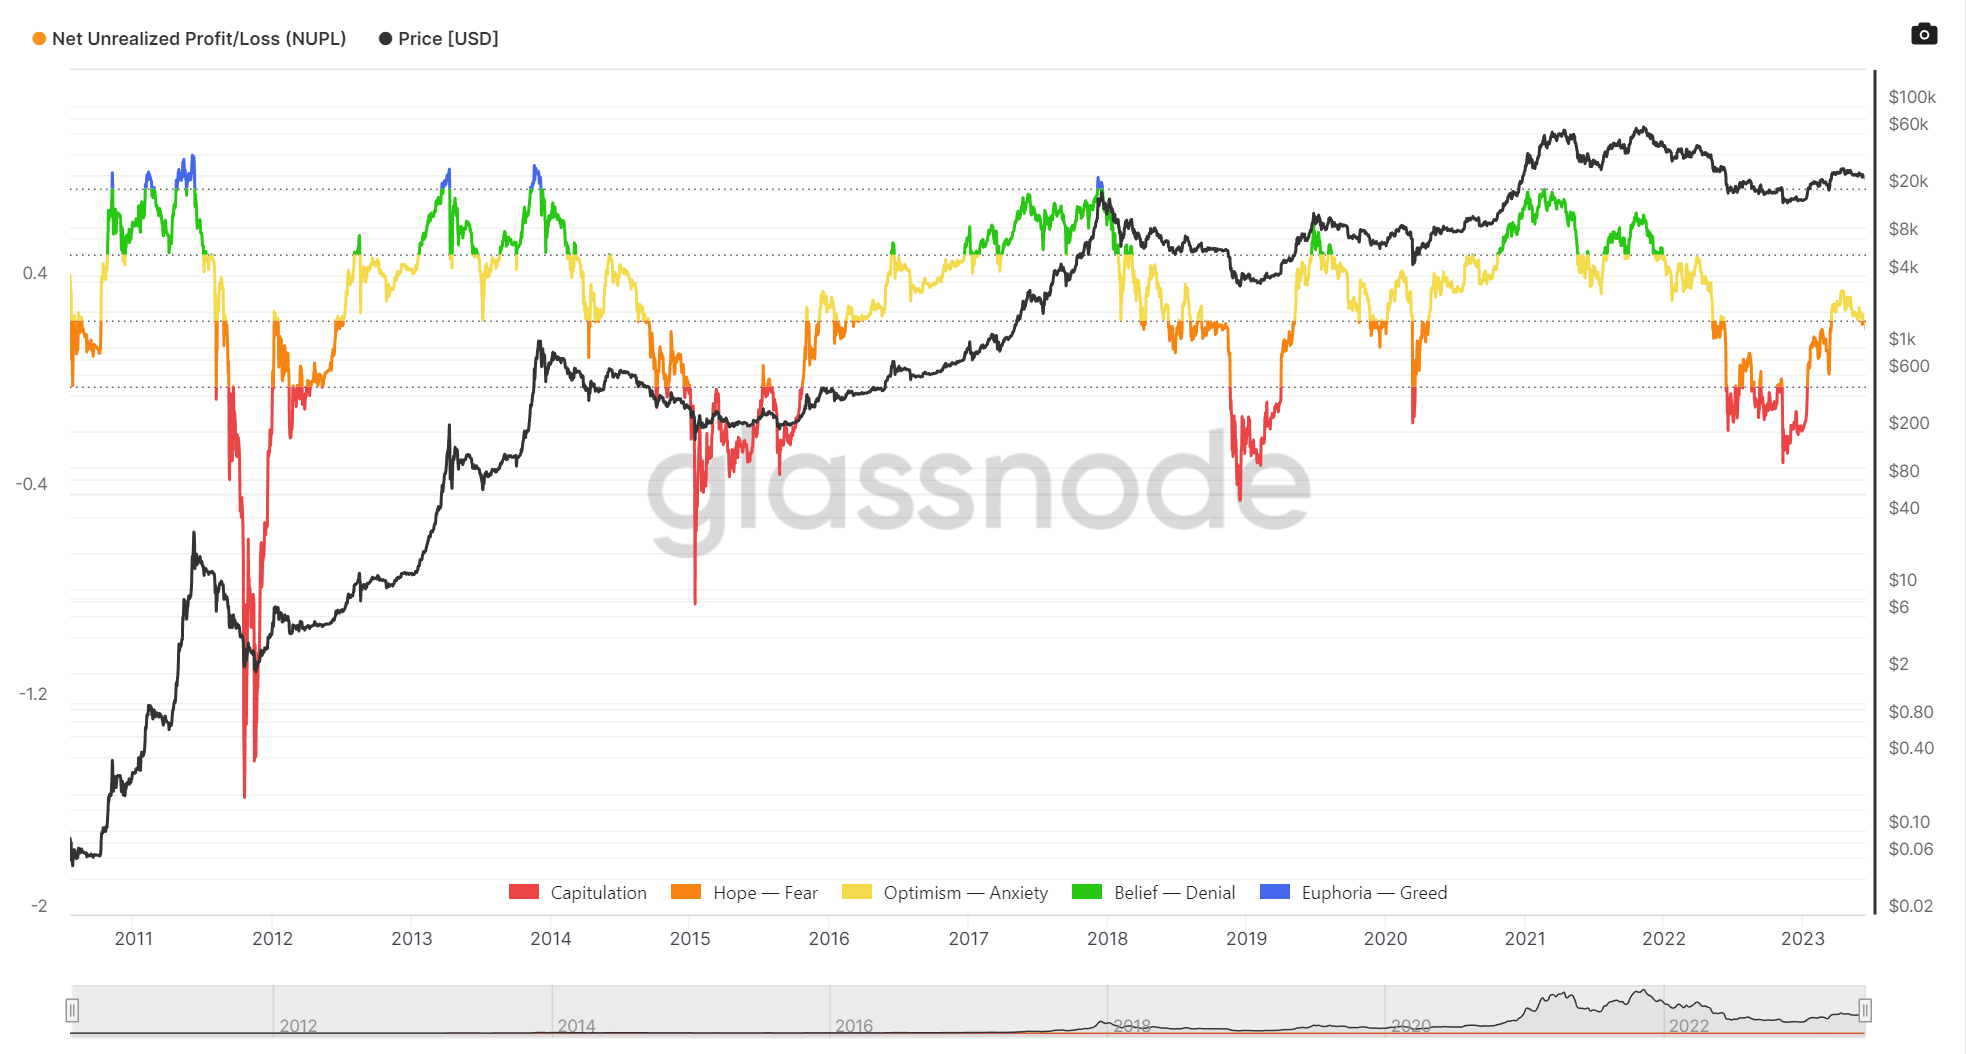 Net Unrealized Profit/Loss (NUPL) Price [USD]
$100k
$60k
$20k
$8k
0.4
$4k
$1k
$600
$200
$80
-0.4
glassnode
$40
$10
$6
$2
-1.2
$0.80
$0.40
$0.10
$0.06
Capitulation Hope — Fear Optimism — Anxiety Belief — Denial Euphoria — Greed
-2
$0.02
2011 2012 2013 2014 2015 2016 2017 2018 2019 2020 2021 2022 2023
2012 2014 2016 2018 2020 2022